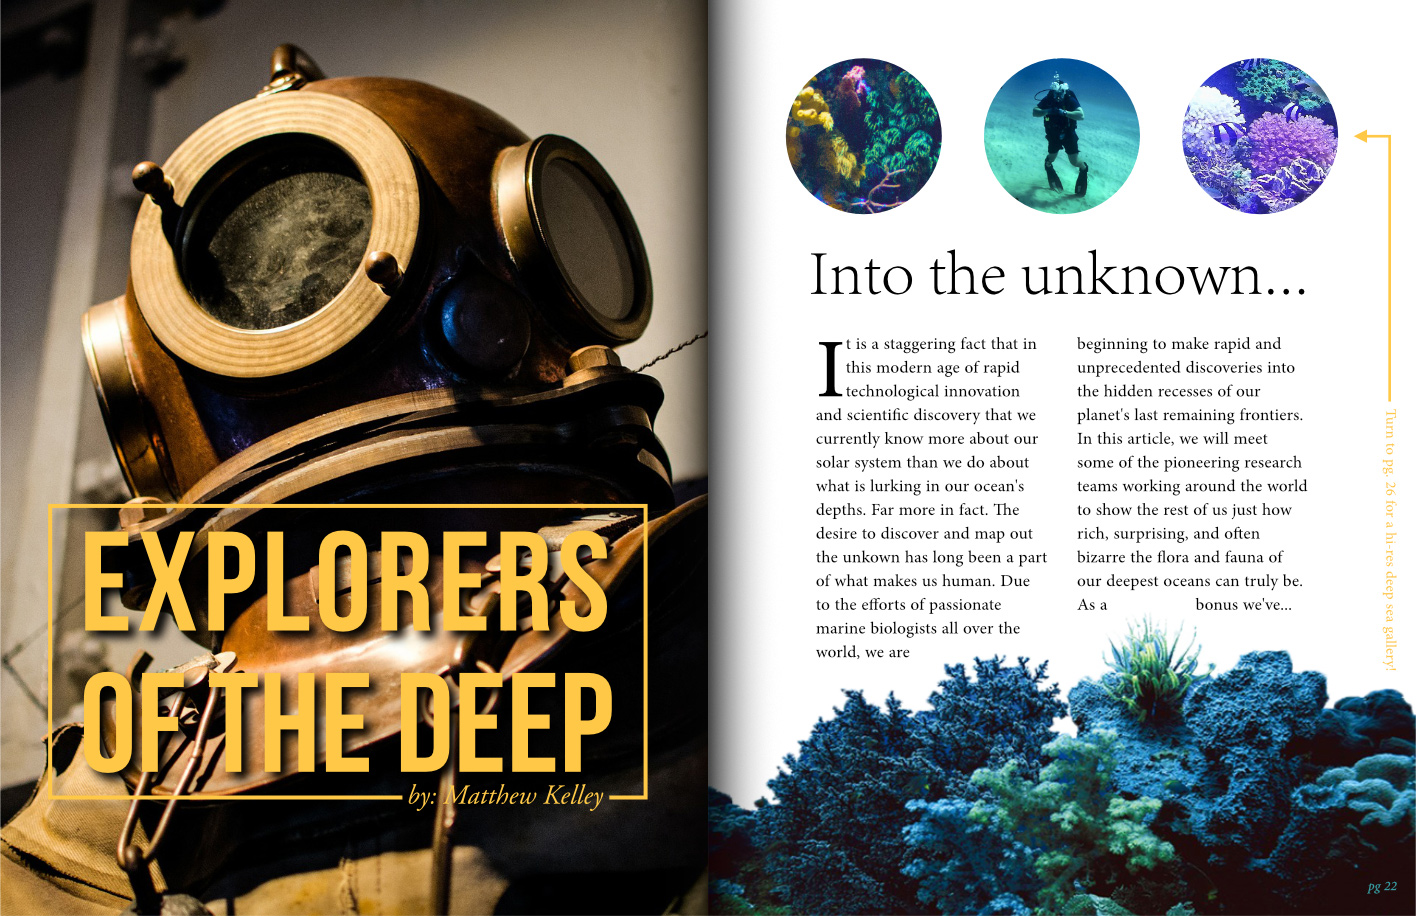 EXPLORERS
OF THE DEEP
by: Matthew Kelley
Into the unknown...
It is a staggering fact that in
this modern age of rapid
technological innovation
and scientific discovery that we
currently know more about our
solar system than we do about
what is lurking in our ocean's
depths. Far more in fact. The
desire to discover and map out
the unkown has long been a part
of what makes us human. Due
to the efforts of passionate
marine biologists all over the
world, we are
beginning to make rapid and
unprecedented discoveries into
the hidden recesses of our
planet's last remaining frontiers.
In this article, we will meet
some of the pioneering research
teams working around the world
to show the rest of us just how
rich, surprising, and often
bizarre the flora and fauna of
our deepest oceans can truly be.
As a bonus we've...
Turn to pg. 26 for a hi-res deep sea gallery!
pg 22